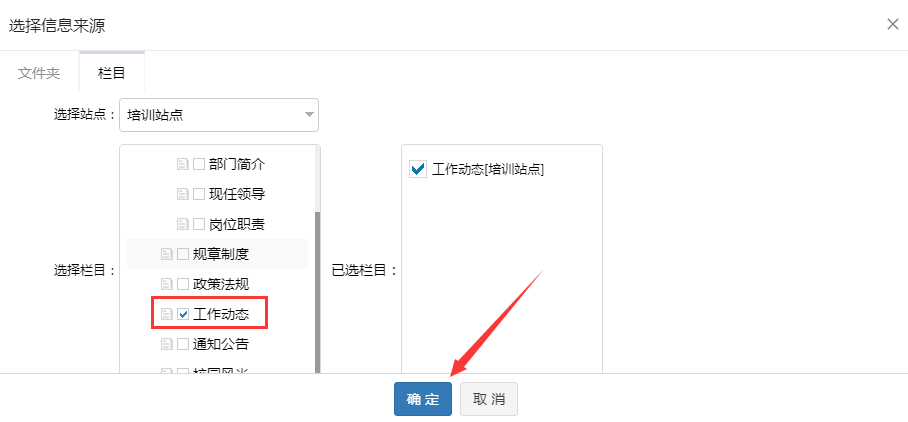 选择信息来源
文件夹 栏目
选择站点： 培训站点
部门简介
现任领导
岗位职责
规章制度
政策法规
工作动态
通知公告
选择栏目：
已选栏目：
工作动态[培训站点]
确定 取消